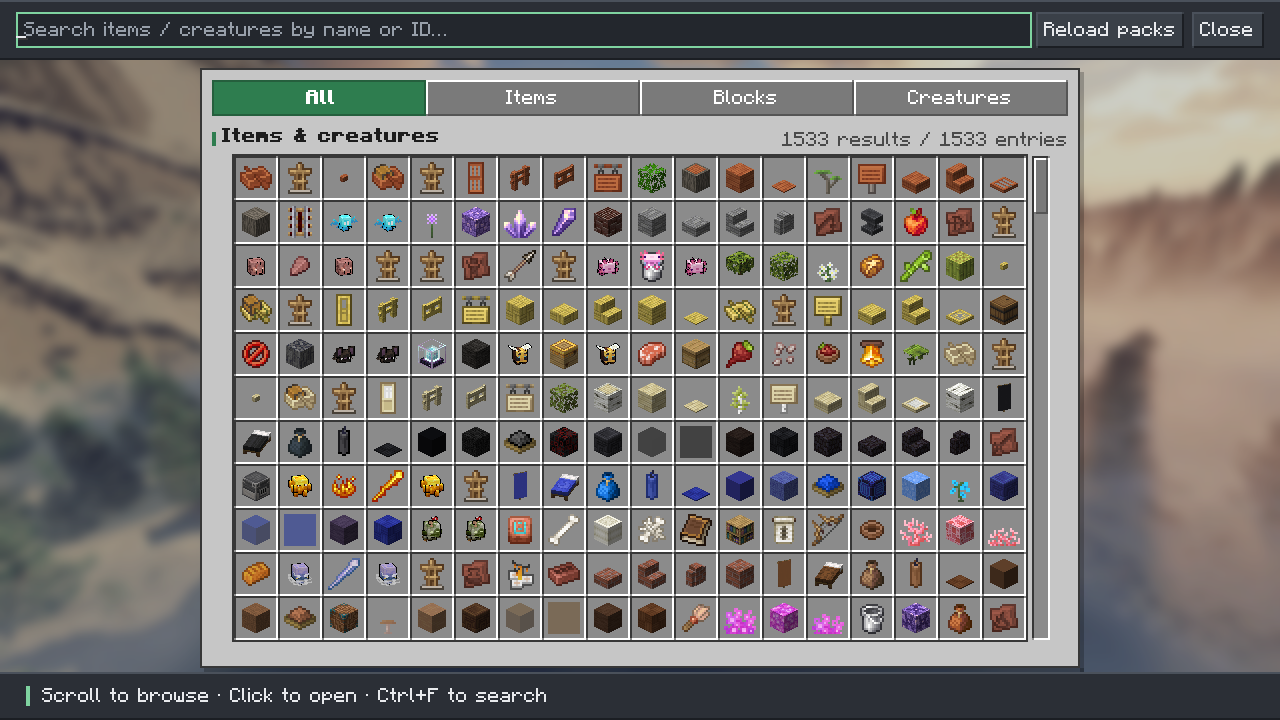 Search items / creatures by name or ID...
Reload packs
Close
All
Items
Blocks
Creatures
Items & creatures
1533 results / 1533 entries
Scroll to browse · Click to open · Ctrl+F to search